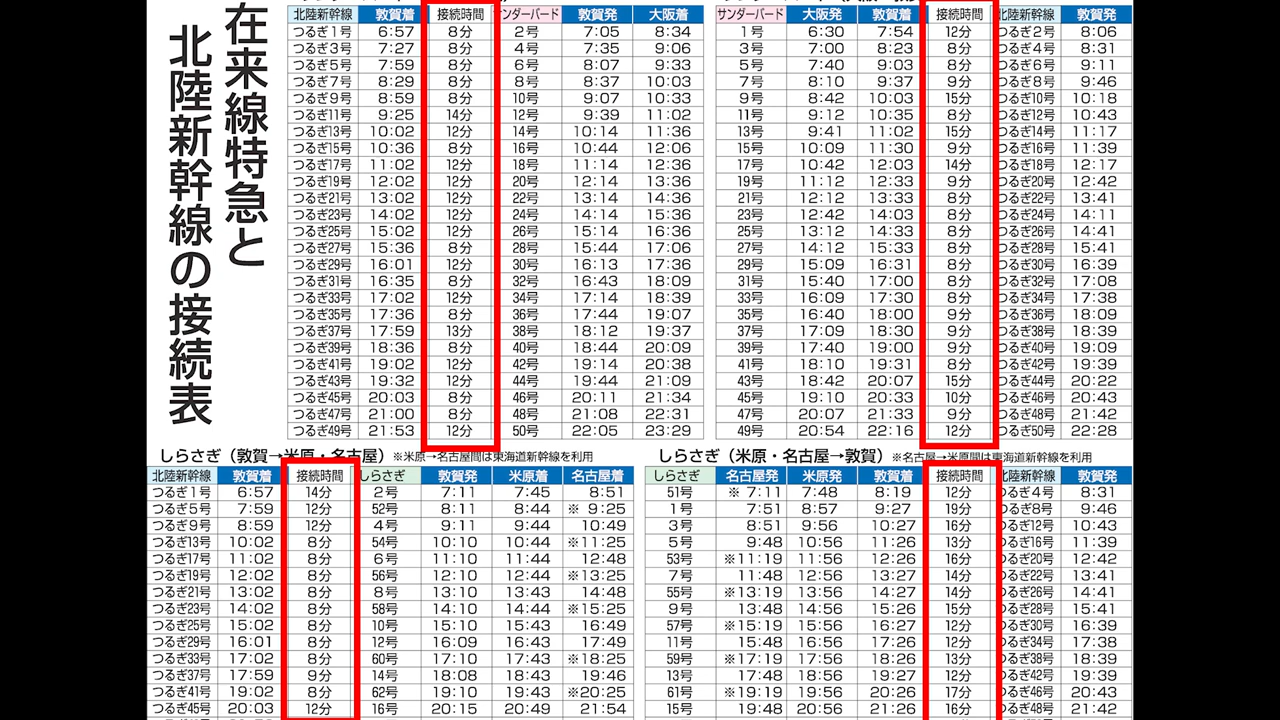 在来線特急と
北陸新幹線の接続表
北陸新幹線 敦賀着 接続時間 サンダーバード 敦賀発 大阪着
つるぎ1号 6:57 8分 2号 7:05 8:34
つるぎ3号 7:27 8分 4号 7:35 9:06
つるぎ5号 7:59 8分 6号 8:07 9:33
つるぎ7号 8:29 8分 8号 8:37 10:03
つるぎ9号 8:59 8分 10号 9:07 10:33
つるぎ11号 9:25 14分 12号 9:39 11:02
つるぎ13号 10:02 12分 14号 10:14 11:36
つるぎ15号 10:36 8分 16号 10:44 12:06
つるぎ17号 11:02 12分 18号 11:14 12:36
つるぎ19号 12:02 12分 20号 12:14 13:36
つるぎ21号 13:02 12分 22号 13:14 14:36
つるぎ23号 14:02 12分 24号 14:14 15:36
つるぎ25号 15:02 12分 26号 15:14 16:36
つるぎ27号 15:36 8分 28号 15:44 17:06
つるぎ29号 16:01 12分 30号 16:13 17:36
つるぎ31号 16:35 8分 32号 16:43 18:09
つるぎ33号 17:02 12分 34号 17:14 18:39
つるぎ35号 17:36 8分 36号 17:44 19:07
つるぎ37号 17:59 13分 38号 18:12 19:37
つるぎ39号 18:36 8分 40号 18:44 20:09
つるぎ41号 19:02 12分 42号 19:14 20:38
つるぎ43号 19:32 12分 44号 19:44 21:09
つるぎ45号 20:03 8分 46号 20:11 21:34
つるぎ47号 21:00 8分 48号 21:08 22:31
つるぎ49号 21:53 12分 50号 22:05 23:29
サンダーバード 大阪発 敦賀着 接続時間 北陸新幹線 敦賀発
1号 6:30 7:54 12分 つるぎ2号 8:06
3号 7:00 8:23 8分 つるぎ4号 8:31
5号 7:40 9:03 8分 つるぎ6号 9:11
7号 8:10 9:37 9分 つるぎ8号 9:46
9号 8:42 10:03 15分 つるぎ10号 10:18
11号 9:12 10:35 8分 つるぎ12号 10:43
13号 9:41 11:02 15分 つるぎ14号 11:17
15号 10:09 11:30 9分 つるぎ16号 11:39
17号 10:42 12:03 14分 つるぎ18号 12:17
19号 11:12 12:33 9分 つるぎ20号 12:42
21号 12:12 13:33 8分 つるぎ22号 13:41
23号 12:42 14:03 8分 つるぎ24号 14:11
25号 13:12 14:33 8分 つるぎ26号 14:41
27号 14:12 15:33 8分 つるぎ28号 15:41
29号 15:09 16:31 8分 つるぎ30号 16:39
31号 15:40 17:00 8分 つるぎ32号 17:08
33号 16:09 17:30 8分 つるぎ34号 17:38
35号 16:40 18:00 9分 つるぎ36号 18:09
37号 17:09 18:30 9分 つるぎ38号 18:39
39号 17:40 19:00 9分 つるぎ40号 19:09
41号 18:10 19:31 8分 つるぎ42号 19:39
43号 18:42 20:07 15分 つるぎ44号 20:22
45号 19:10 20:33 10分 つるぎ46号 20:43
47号 20:07 21:33 9分 つるぎ48号 21:42
49号 20:54 22:16 12分 つるぎ50号 22:28
しらさぎ(敦賀→米原・名古屋)※米原→名古屋間は東海道新幹線を利用
北陸新幹線 敦賀着 接続時間 しらさぎ 敦賀発 米原着 名古屋着
つるぎ1号 6:57 14分 2号 7:11 7:45 8:51
つるぎ5号 7:59 12分 52号 8:11 8:44 ※ 9:25
つるぎ9号 8:59 12分 4号 9:11 9:44 10:49
つるぎ13号 10:02 8分 54号 10:10 10:44 ※11:25
つるぎ17号 11:02 8分 6号 11:10 11:44 12:48
つるぎ19号 12:02 8分 56号 12:10 12:44 ※13:25
つるぎ21号 13:02 8分 8号 13:10 13:43 14:48
つるぎ23号 14:02 8分 58号 14:10 14:44 ※15:25
つるぎ25号 15:02 8分 10号 15:10 15:43 16:49
つるぎ29号 16:01 8分 12号 16:09 16:43 17:49
つるぎ33号 17:02 8分 60号 17:10 17:43 ※18:25
つるぎ37号 17:59 9分 14号 18:08 18:43 19:46
つるぎ41号 19:02 8分 62号 19:10 19:43 ※20:25
つるぎ45号 20:03 12分 16号 20:15 20:49 21:54
しらさぎ(米原・名古屋→敦賀)※名古屋→米原間は東海道新幹線を利用
しらさぎ 名古屋発 米原発 敦賀着 接続時間 北陸新幹線 敦賀発
51号 ※ 7:11 7:48 8:19 12分 つるぎ4号 8:31
1号 7:51 8:57 9:27 19分 つるぎ8号 9:46
3号 8:51 9:56 10:27 16分 つるぎ12号 10:43
5号 9:48 10:56 11:26 13分 つるぎ16号 11:39
53号 ※11:19 11:56 12:26 16分 つるぎ20号 12:42
7号 11:48 12:56 13:27 14分 つるぎ22号 13:41
55号 ※13:19 13:56 14:27 14分 つるぎ26号 14:41
9号 13:48 14:56 15:26 15分 つるぎ28号 15:41
57号 ※15:19 15:56 16:27 12分 つるぎ30号 16:39
11号 15:48 16:56 17:26 12分 つるぎ34号 17:38
59号 ※17:19 17:56 18:26 13分 つるぎ38号 18:39
13号 17:48 18:56 19:27 12分 つるぎ42号 19:39
61号 ※19:19 19:56 20:26 17分 つるぎ46号 20:43
15号 19:48 20:56 21:26 16分 つるぎ48号 21:42